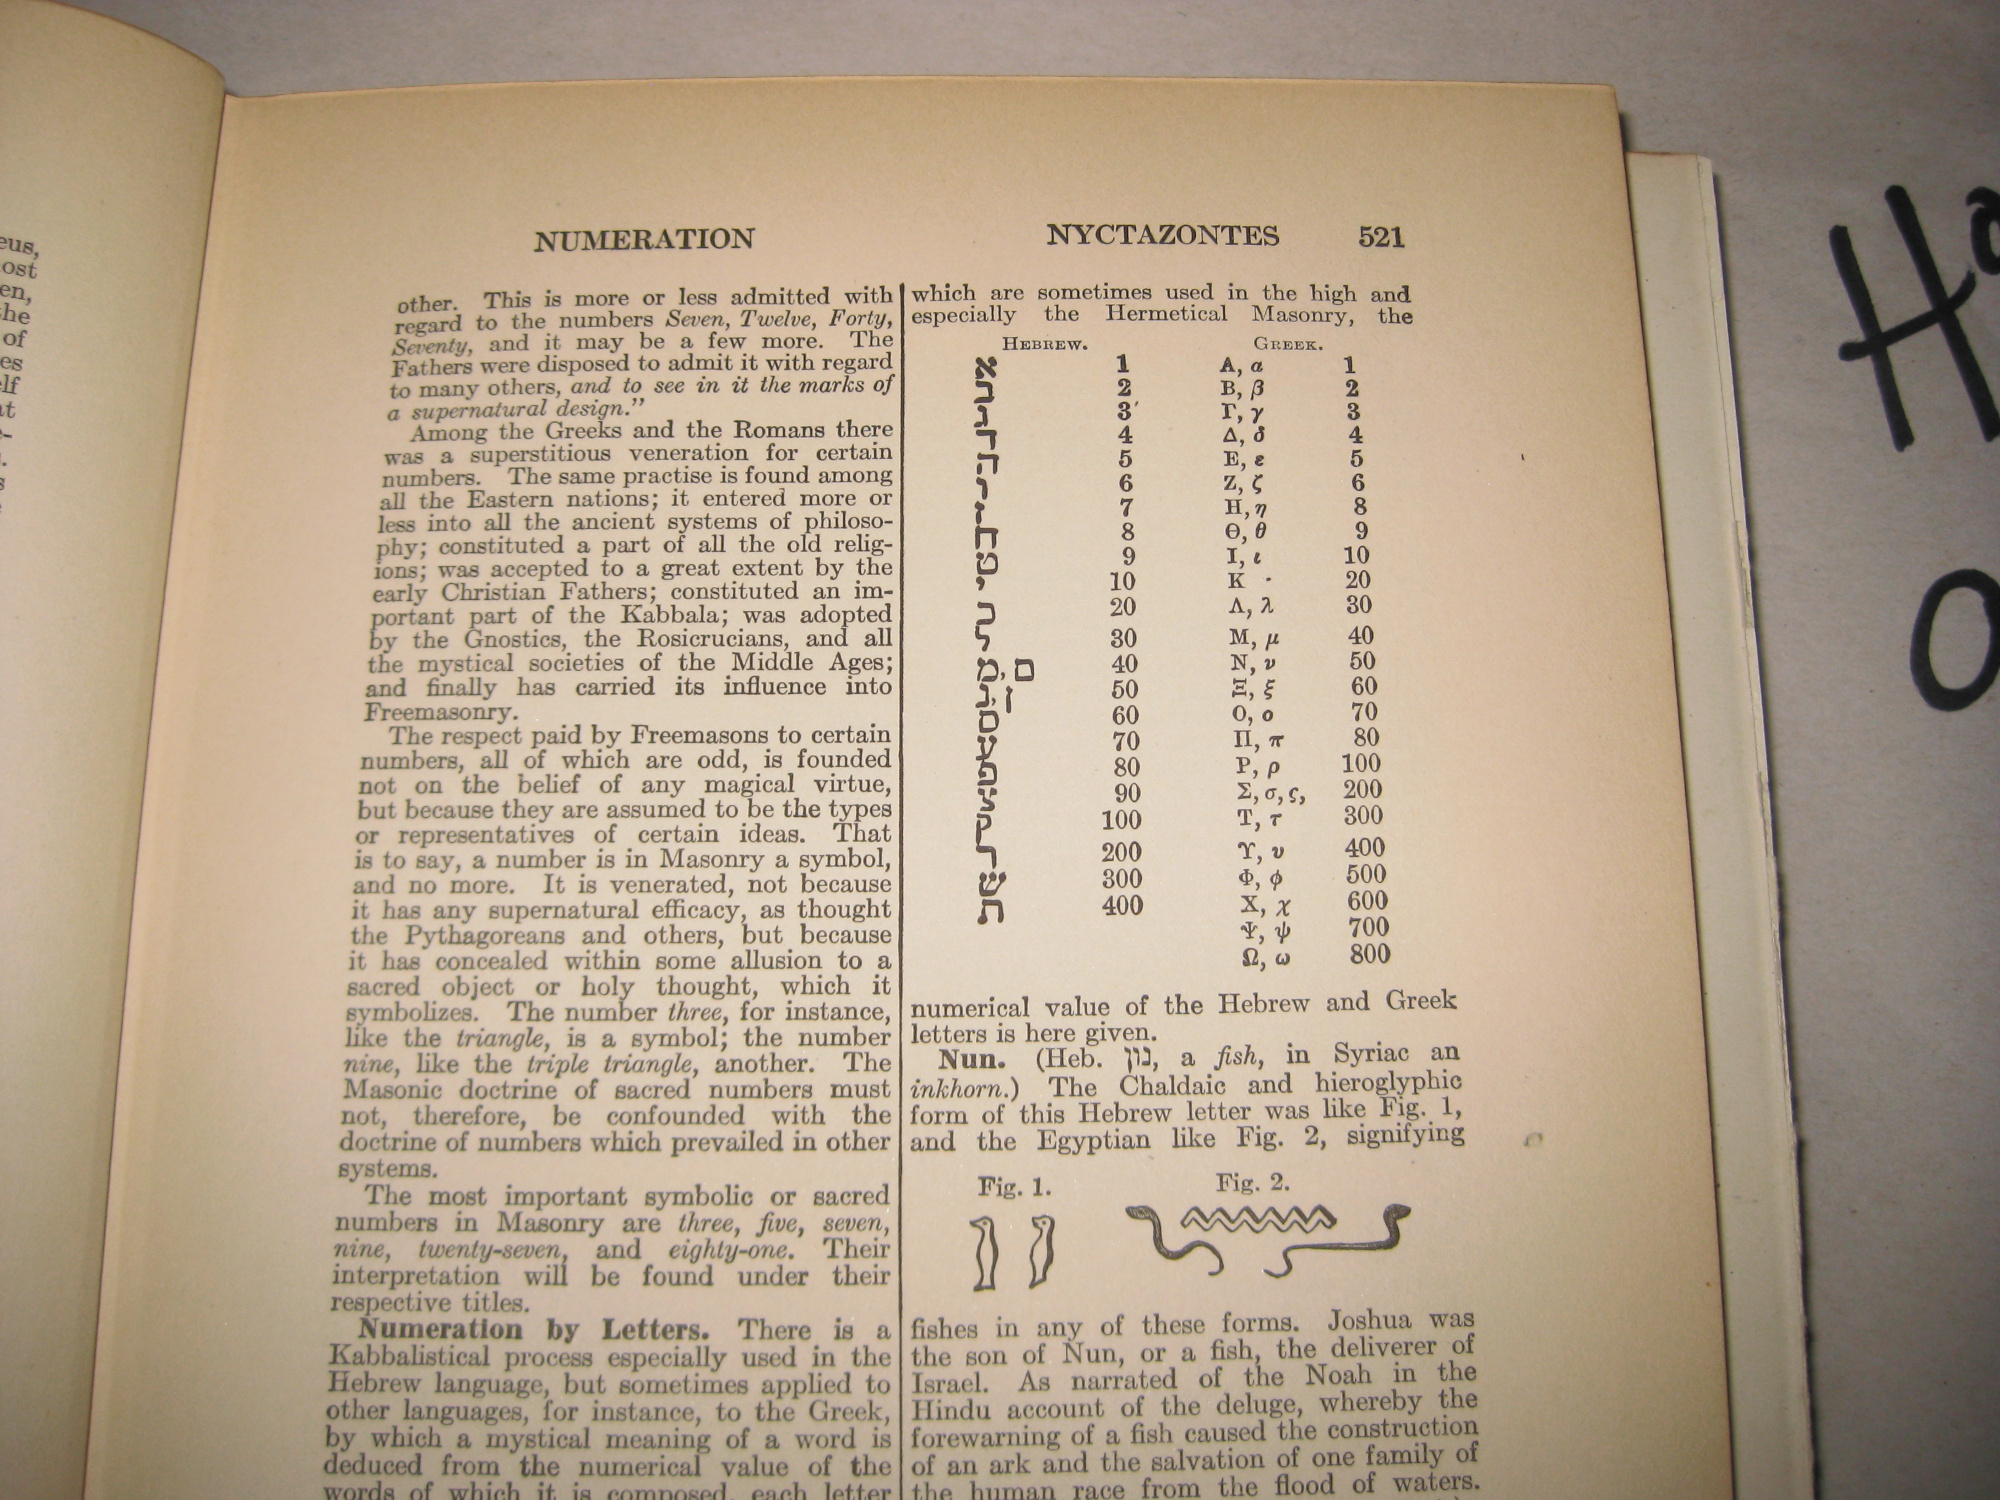 eus,
ost
en,
he
of
es
lf
at
NUMERATION
NYCTAZONTES 521
other. This is more or less admitted with
regard to the numbers Seven, Twelve, Forty,
Seventy, and it may be a few more. The
Fathers were disposed to admit it with regard
to many others, and to see in it the marks of
a supernatural design.”
Among the Greeks and the Romans there
was a superstitious veneration for certain
numbers. The same practise is found among
all the Eastern nations; it entered more or
less into all the ancient systems of philoso-
phy; constituted a part of all the old relig-
ions; was accepted to a great extent by the
early Christian Fathers; constituted an im-
portant part of the Kabbala; was adopted
by the Gnostics, the Rosicrucians, and all
the mystical societies of the Middle Ages;
and finally has carried its influence into
Freemasonry.
The respect paid by Freemasons to certain
numbers, all of which are odd, is founded
not on the belief of any magical virtue,
but because they are assumed to be the types
or representatives of certain ideas. That
is to say, a number is in Masonry a symbol,
and no more. It is venerated, not because
it has any supernatural efficacy, as thought
the Pythagoreans and others, but because
it has concealed within some allusion to a
sacred object or holy thought, which it
symbolizes. The number three, for instance,
like the triangle, is a symbol; the number
nine, like the triple triangle, another. The
Masonic doctrine of sacred numbers must
not, therefore, be confounded with the
doctrine of numbers which prevailed in other
systems.
The most important symbolic or sacred
numbers in Masonry are three, five, seven,
nine, twenty-seven, and eighty-one. Their
interpretation will be found under their
respective titles.
Numeration by Letters. There is a
Kabbalistical process especially used in the
Hebrew language, but sometimes applied to
other languages, for instance, to the Greek,
by which a mystical meaning of a word is
deduced from the numerical value of the
words of which it is composed, each letter
which are sometimes used in the high and
especially the Hermetical Masonry, the
HEBREW. GREEK.
א 1 Α, α 1
ב 2 Β, β 2
ג 3 Γ, γ 3
ד 4 Δ, δ 4
ה 5 Ε, ε 5
ו 6 Ζ, ζ 6
ז 7 Η, η 8
ח 8 Θ, θ 9
ט 9 Ι, ι 10
י 10 Κ 20
כ 20 Λ, λ 30
ל 30 Μ, μ 40
מ ם 40 Ν, ν 50
נ ן 50 Ξ, ξ 60
ס 60 Ο, ο 70
ע 70 Π, π 80
פ 80 Ρ, ρ 100
צ 90 Σ, σ, ς, 200
ק 100 Τ, τ 300
ר 200 Υ, υ 400
ש 300 Φ, φ 500
ת 400 Χ, χ 600
Ψ, ψ 700
Ω, ω 800
numerical value of the Hebrew and Greek
letters is here given.
Nun. (Heb. נון, a fish, in Syriac an
inkhorn.) The Chaldaic and hieroglyphic
form of this Hebrew letter was like Fig. 1,
and the Egyptian like Fig. 2, signifying
Fig. 1. Fig. 2.
fishes in any of these forms. Joshua was
the son of Nun, or a fish, the deliverer of
Israel. As narrated of the Noah in the
Hindu account of the deluge, whereby the
forewarning of a fish caused the construction
of an ark and the salvation of one family of
the human race from the flood of waters.
Ha
O